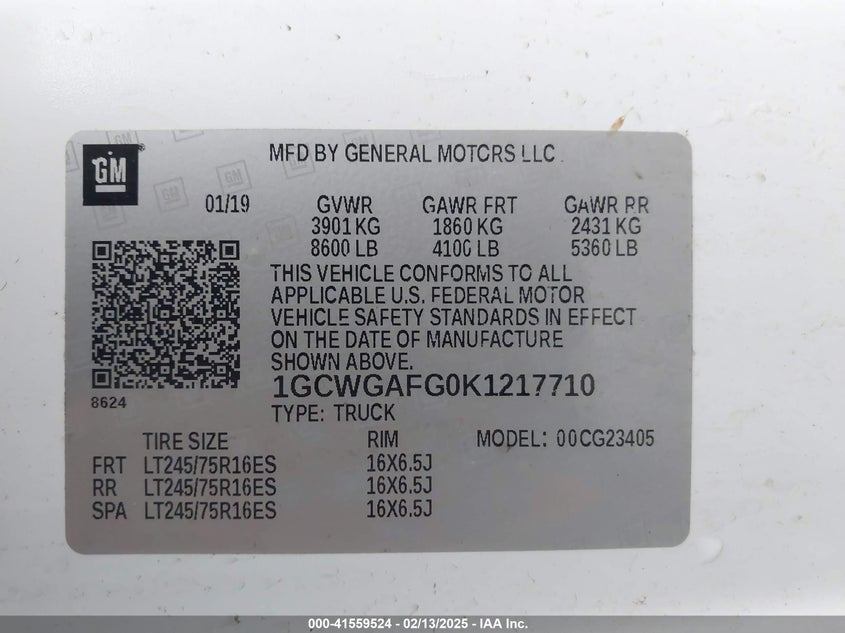 GM
MFD BY GENERAL MOTORS LLC
01/19 GVWR GAWR FRT GAWR RR
3901 KG 1860 KG 2431 KG
8600 LB 4100 LB 5360 LB
THIS VEHICLE CONFORMS TO ALL
APPLICABLE U.S. FEDERAL MOTOR
VEHICLE SAFETY STANDARDS IN EFFECT
ON THE DATE OF MANUFACTURE
SHOWN ABOVE.
1GCWGAFG0K1217710
8624
TYPE: TRUCK
TIRE SIZE RIM MODEL: 00CG23405
FRT LT245/75R16ES 16X6.5J
RR LT245/75R16ES 16X6.5J
SPA LT245/75R16ES 16X6.5J
000-41559524 - 02/13/2025 - IAA Inc.